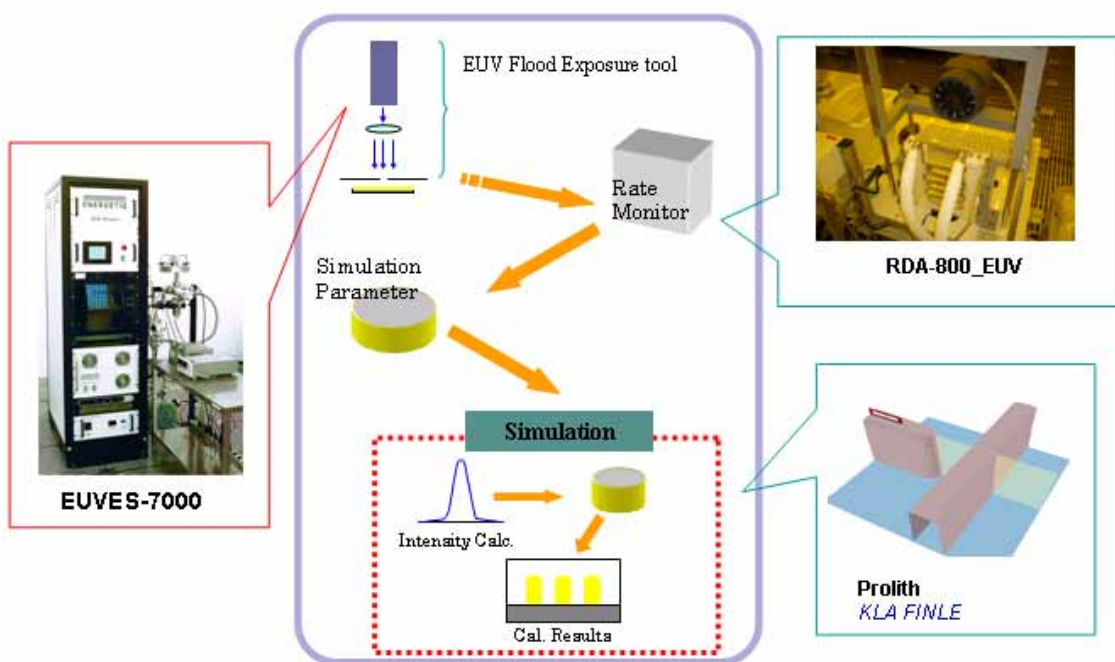 EUV Flood Exposure tool
Rate
Monitor
RDA-800_EUV
Simulation
Parameter
ENERGETIQ
EUVES-7000
Simulation
Intensity Calc.
Cal. Results
Prolith
KLA FINLE